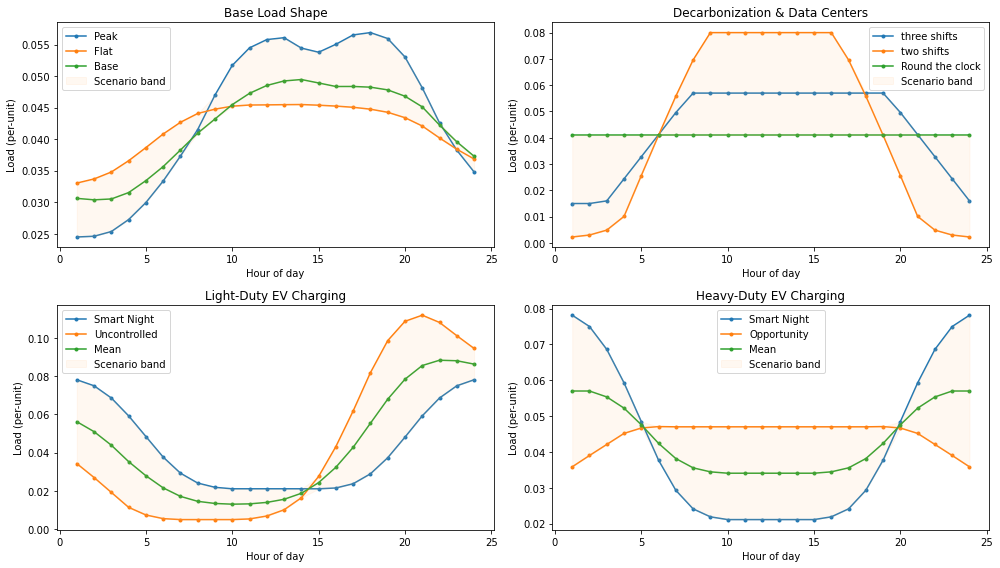 Base Load Shape
Load (per-unit)
0.055
0.050
0.045
0.040
0.035
0.030
0.025
Peak
Flat
Base
Scenario band
0 5 10 15 20 25
Hour of day
Decarbonization & Data Centers
Load (per-unit)
0.08
0.07
0.06
0.05
0.04
0.03
0.02
0.01
0.00
three shifts
two shifts
Round the clock
Scenario band
0 5 10 15 20 25
Hour of day
Light-Duty EV Charging
Load (per-unit)
0.10
0.08
0.06
0.04
0.02
0.00
Smart Night
Uncontrolled
Mean
Scenario band
0 5 10 15 20 25
Hour of day
Heavy-Duty EV Charging
Load (per-unit)
0.08
0.07
0.06
0.05
0.04
0.03
0.02
Smart Night
Opportunity
Mean
Scenario band
0 5 10 15 20 25
Hour of day